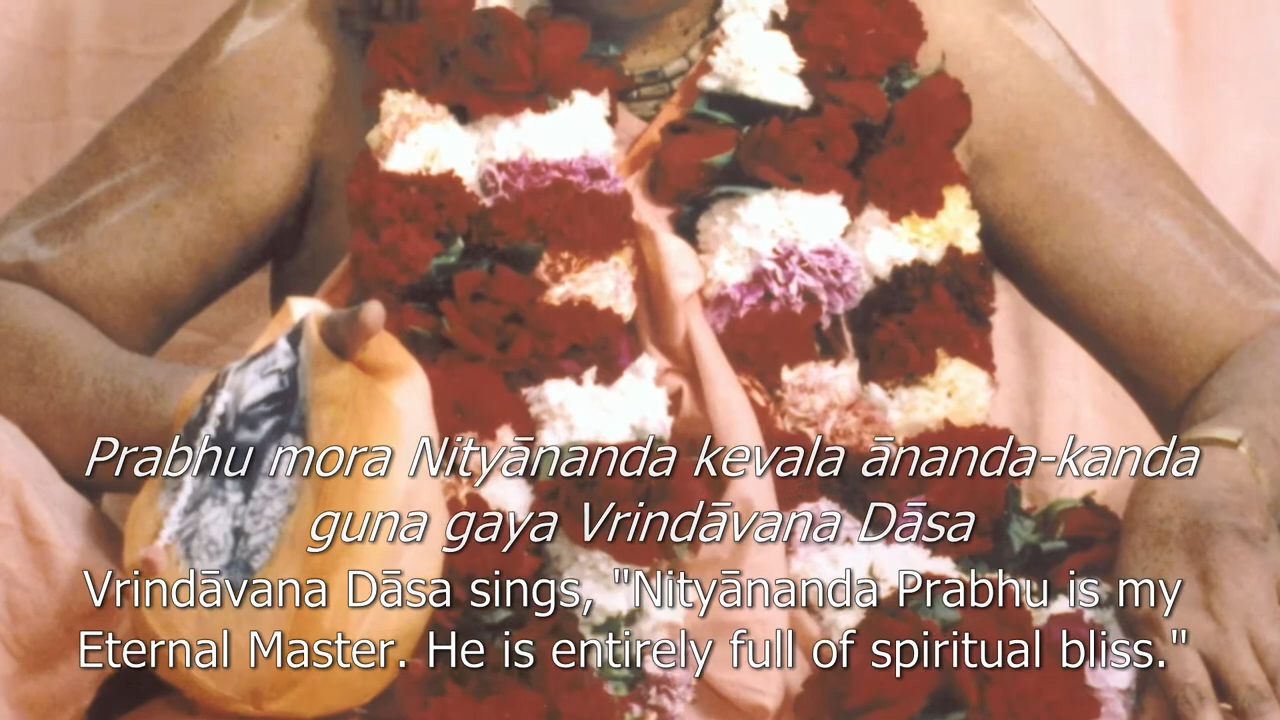 Prabhu mora Nityānanda kevala ānanda-kanda
guna gaya Vrindāvana Dāsa
Vrindāvana Dāsa sings, "Nityānanda Prabhu is my
Eternal Master. He is entirely full of spiritual bliss."